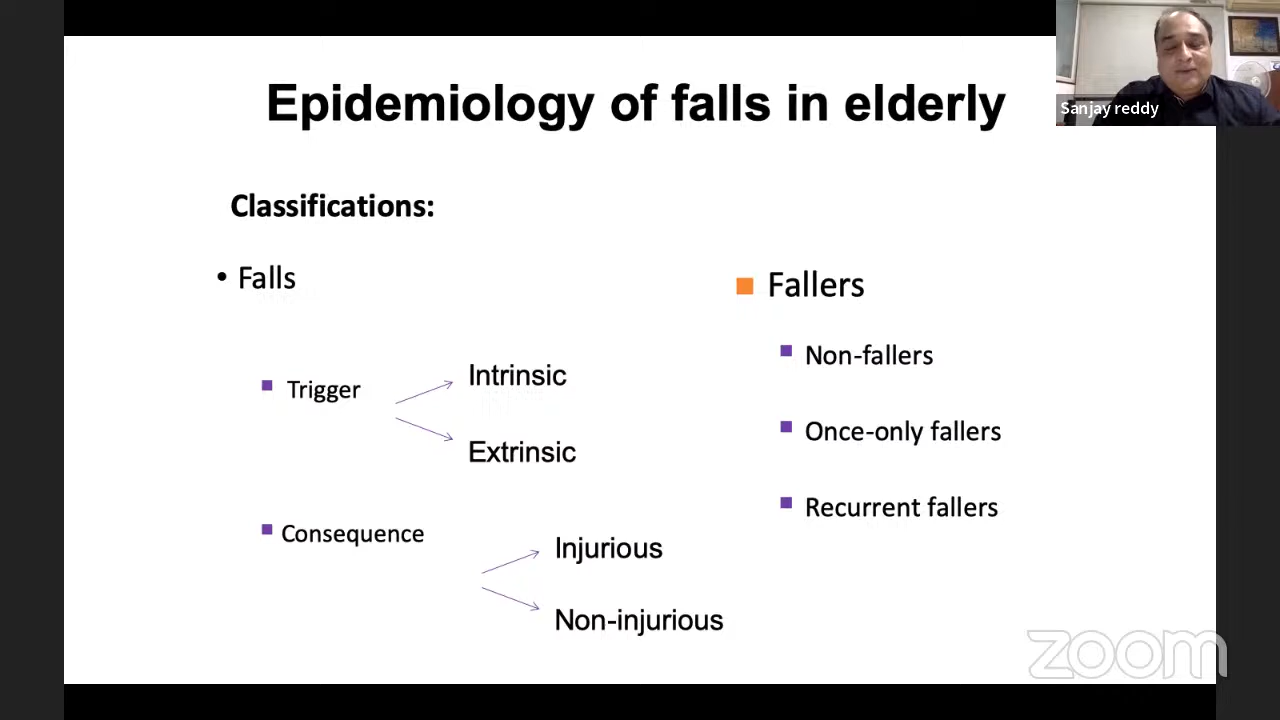 Epidemiology of falls in elderly
Sanjay reddy
Classifications:
• Falls
Trigger
Intrinsic
Extrinsic
Consequence
Injurious
Non-injurious
Fallers
Non-fallers
Once-only fallers
Recurrent fallers
zoom